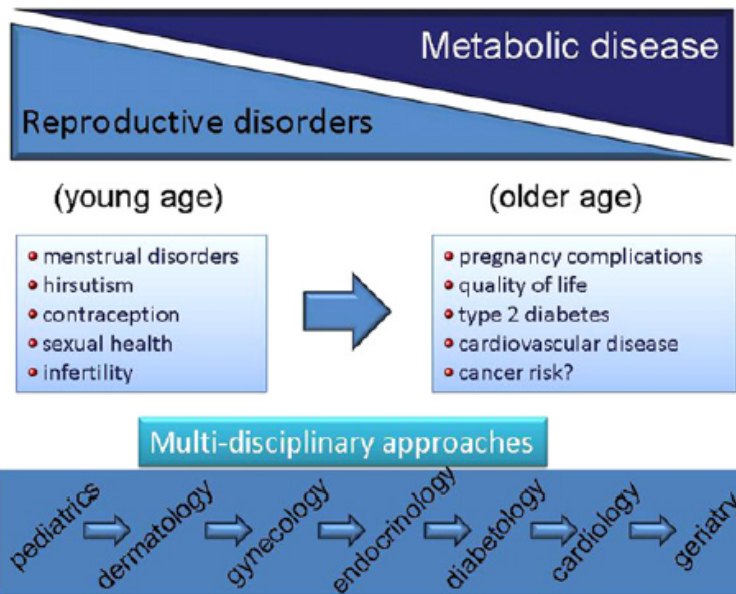 Metabolic disease
Reproductive disorders
(young age)
(older age)
menstrual disorders
hirsutism
contraception
sexual health
infertility
pregnancy complications
quality of life
type 2 diabetes
cardiovascular disease
cancer risk?
Multi-disciplinary approaches
pediatrics
dermatology
gynecology
endocrinology
diabetology
cardiology
geriatry